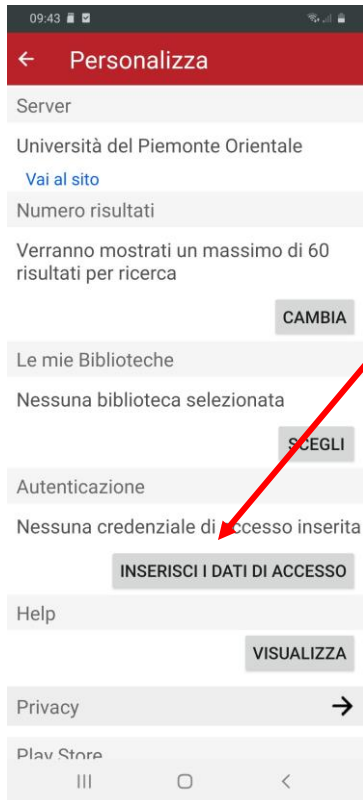 09:43
Personalizza
Server
Università del Piemonte Orientale
Vai al sito
Numero risultati
Verranno mostrati un massimo di 60
risultati per ricerca
CAMBIA
Le mie Biblioteche
Nessuna biblioteca selezionata
SCEGLI
Autenticazione
Nessuna credenziale di accesso inserita
INSERISCI I DATI DI ACCESSO
Help
VISUALIZZA
Privacy
Play Store